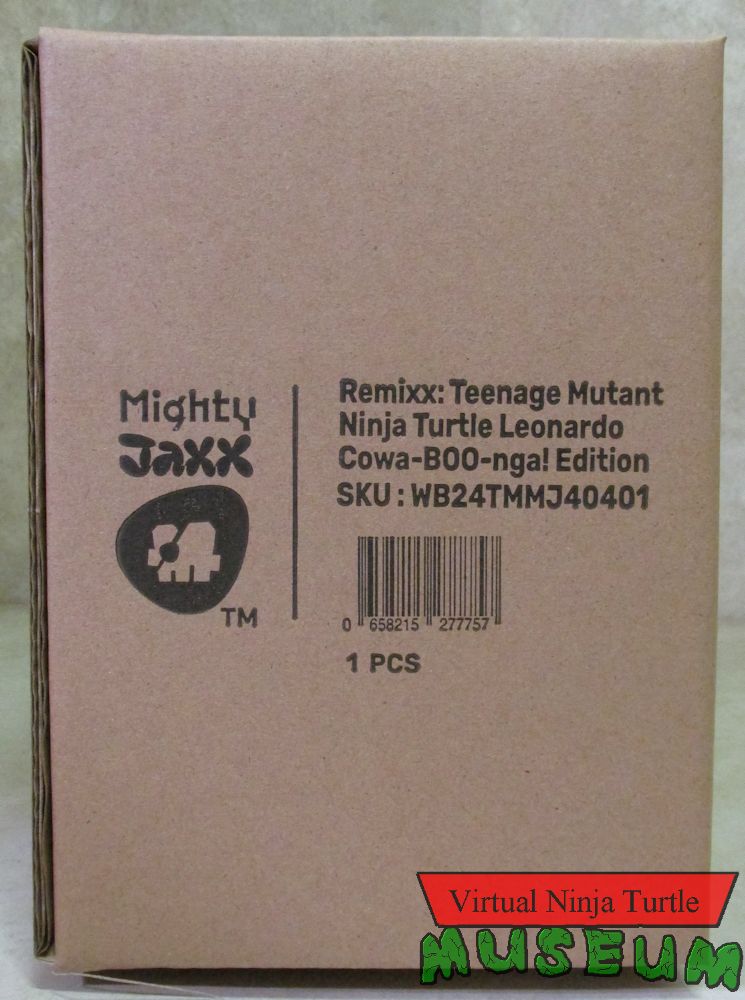 Mighty
Jaxx
TM
Remixx: Teenage Mutant
Ninja Turtle Leonardo
Cowa-BOO-nga! Edition
SKU : WB24TMMJ40401
0 658215 277757
1 PCS
Virtual Ninja Turtle
MUSEUM